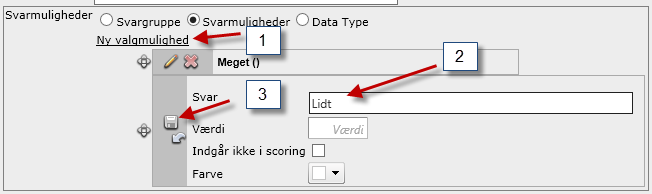 Svarmuligheder Svargruppe Svarmuligheder Data Type
Ny valgmulighed 1
Meget () 2
3 Svar Lidt
Værdi Værdi
Indgår ikke i scoring
Farve